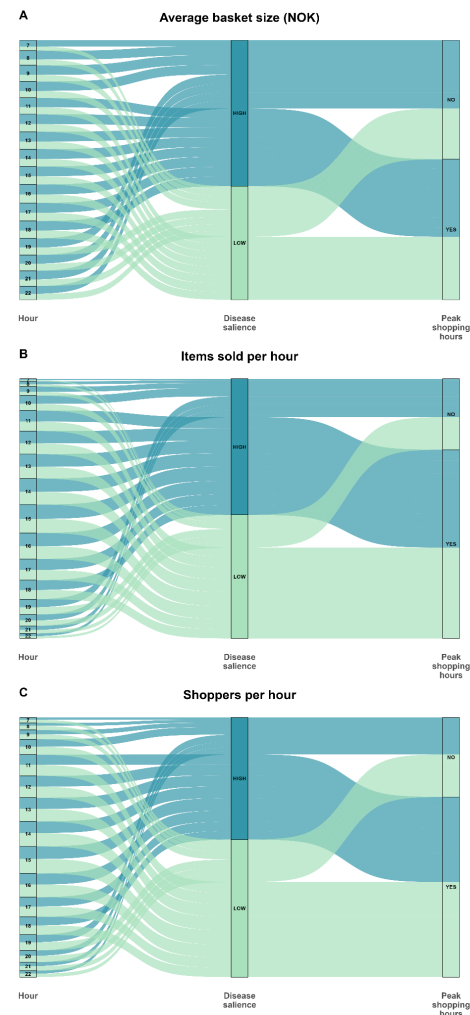 A
Average basket size (NOK)
7
8
9
10
11
12
13
14
15
16
17
18
19
20
21
22
HIGH
LOW
NO
YES
Hour
Disease
salience
Peak
shopping
hours
B
Items sold per hour
9
10
11
12
13
14
15
16
17
18
19
20
21
22
HIGH
LOW
NO
YES
Hour
Disease
salience
Peak
shopping
hours
C
Shoppers per hour
7
8
9
10
11
12
13
14
15
16
17
18
19
20
21
22
HIGH
LOW
NO
YES
Hour
Disease
salience
Peak
shopping
hours